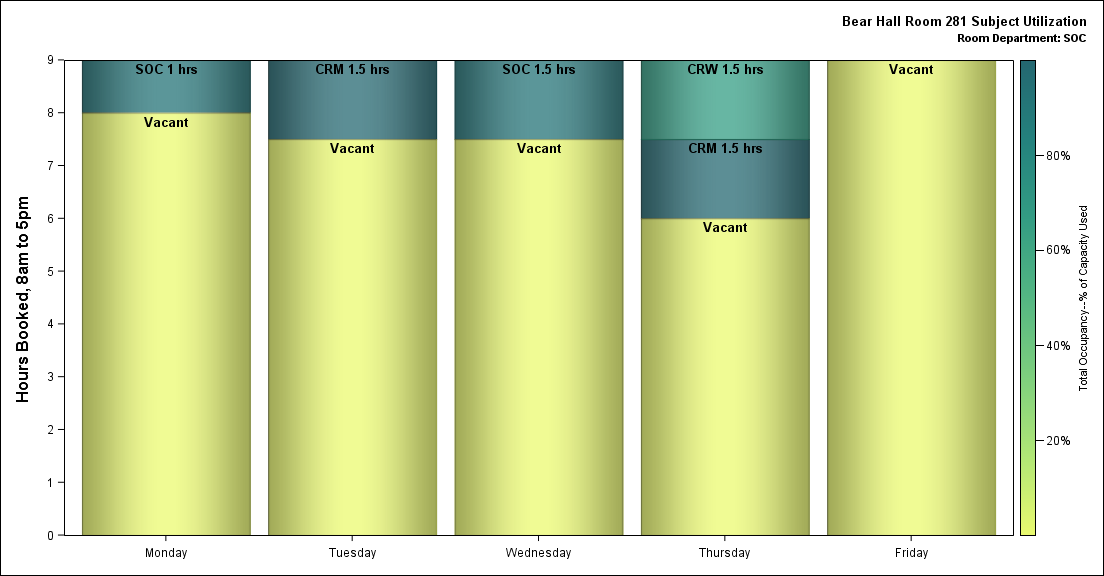 Bear Hall Room 281 Subject Utilization
Room Department: SOC
Hours Booked, 8am to 5pm
9
8
7
6
5
4
3
2
1
0
SOC 1 hrs
Vacant
CRM 1.5 hrs
Vacant
SOC 1.5 hrs
Vacant
CRW 1.5 hrs
CRM 1.5 hrs
Vacant
Vacant
Monday
Tuesday
Wednesday
Thursday
Friday
80%
60%
40%
20%
Total Occupancy--% of Capacity Used